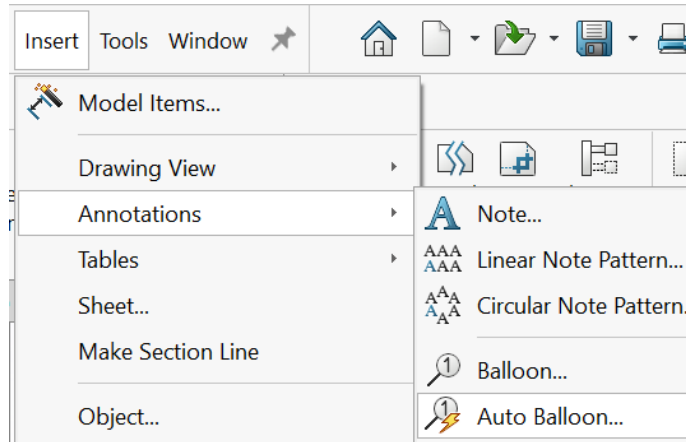 Insert Tools Window
Model Items...
Drawing View
Annotations
Tables
Sheet...
Make Section Line
Object...
Note...
Linear Note Pattern...
Circular Note Pattern.
Balloon...
Auto Balloon...